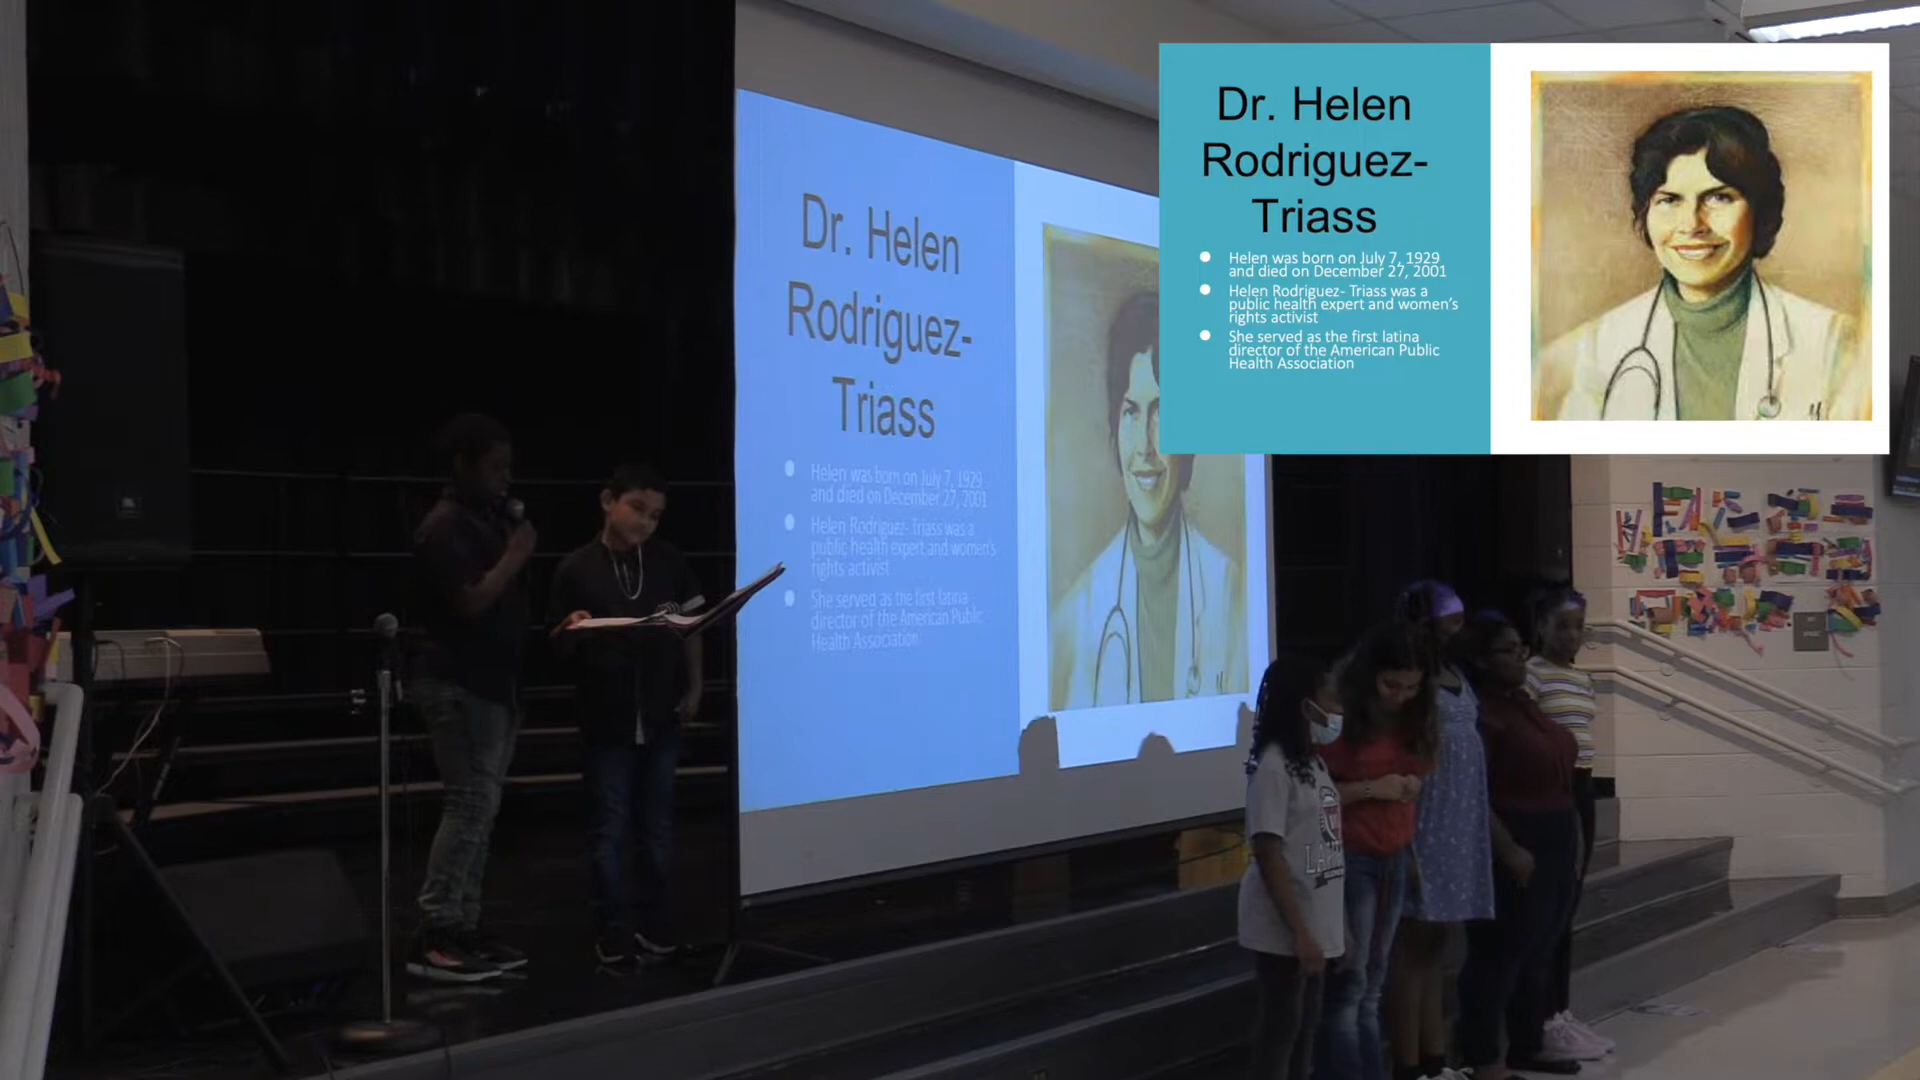 Dr. Helen
Rodriguez-
Triass
Helen was born on July 7, 1929
and died on December 27, 2001
Helen Rodriguez- Triass was a
public health expert and women's
rights activist
She served as the first latina
director of the American Public
Health Association
Dr. Helen
Rodriguez-
Triass
Helen was born on July 7, 1929
and died on December 27, 2001
Helen Rodriguez- Triass was a
public health expert and women’s
rights activist
She served as the first latina
director of the American Public
Health Association